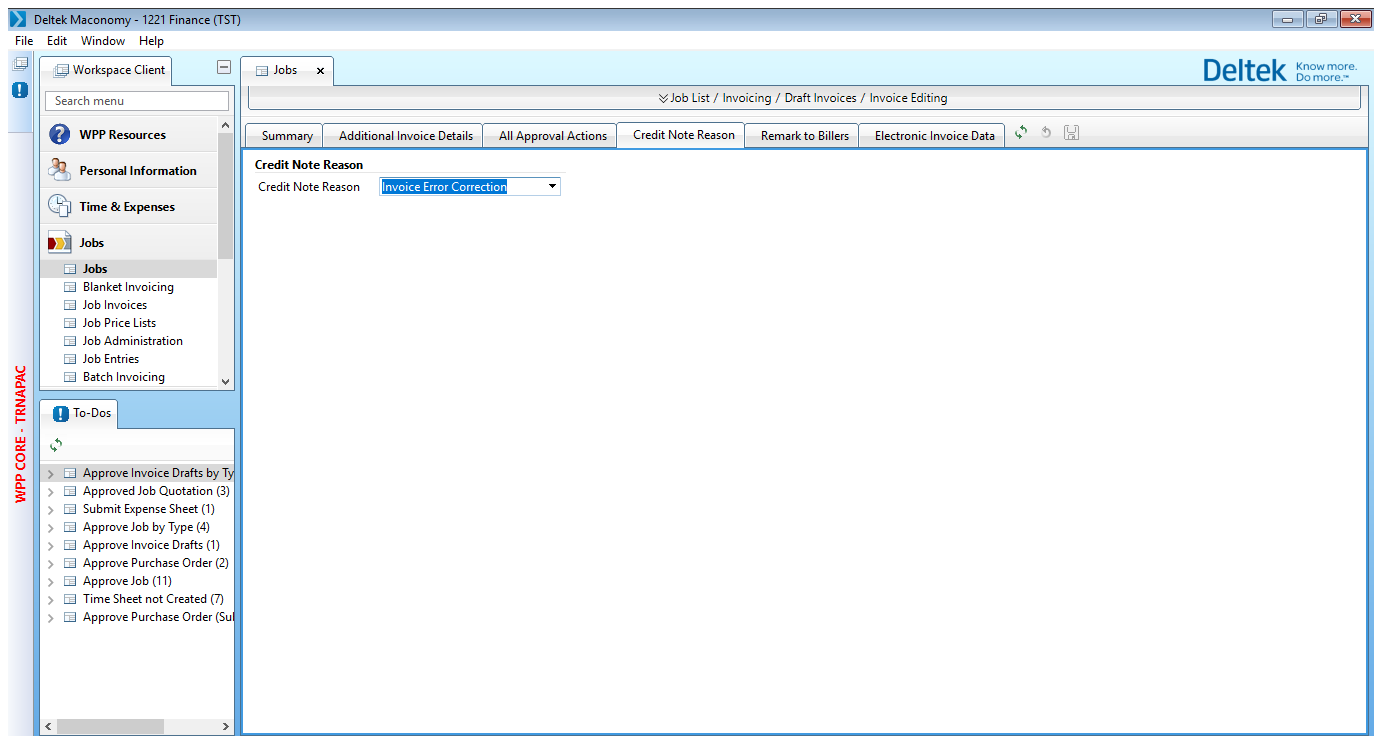 Deltek Maconomy - 1221 Finance (TST)
File Edit Window Help
Workspace Client
Search menu
WPP Resources
Personal Information
Time & Expenses
Jobs
Jobs
Blanket Invoicing
Job Invoices
Job Price Lists
Job Administration
Job Entries
Batch Invoicing
To-Dos
Approve Invoice Drafts by Ty
Approved Job Quotation (3)
Submit Expense Sheet (1)
Approve Job by Type (4)
Approve Invoice Drafts (1)
Approve Purchase Order (2)
Approve Job (11)
Time Sheet not Created (7)
Approve Purchase Order (Sul
WPP CORE - TRNAPAC
Jobs x
Deltek Know more.
Do more.™
Job List / Invoicing / Draft Invoices / Invoice Editing
Summary Additional Invoice Details All Approval Actions Credit Note Reason Remark to Billers Electronic Invoice Data
Credit Note Reason
Credit Note Reason Invoice Error Correction